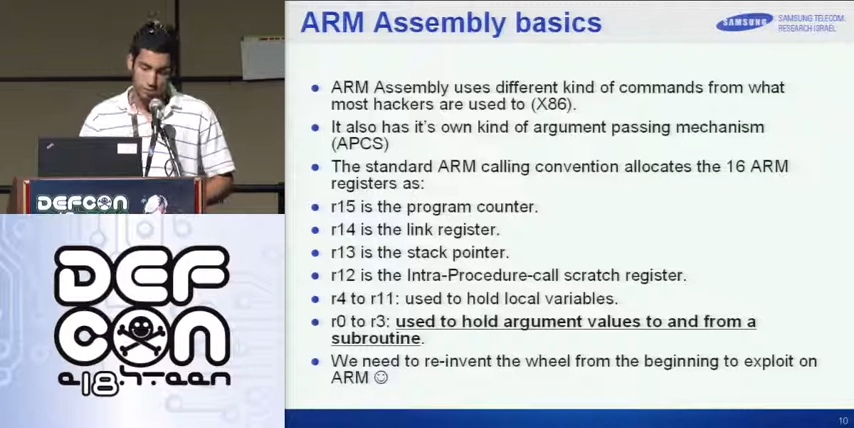 ARM Assembly basics
SAMSUNG
SAMSUNG TELECOM
RESEARCH ISRAEL
ARM Assembly uses different kind of commands from what
most hackers are used to (X86).
It also has it's own kind of argument passing mechanism
(APCS)
The standard ARM calling convention allocates the 16 ARM
registers as:
r15 is the program counter.
r14 is the link register.
r13 is the stack pointer.
r12 is the Intra-Procedure-call scratch register.
r4 to r11: used to hold local variables.
r0 to r3: used to hold argument values to and from a
subroutine.
We need to re-invent the wheel from the beginning to exploit on
ARM ☺
10
DEFCON
DEF
CON
e18hteen